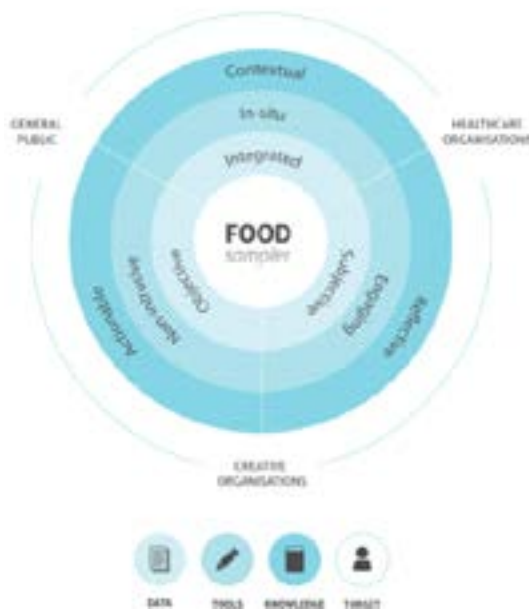 Contextual
In-situ
Integrated
GENERAL
PUBLIC
HEALTHCARE
ORGANISATIONS
FOOD
sampler
Objective
Non-intrusive
Actionable
Subjective
Engaging
Reflective
CREATIVE
ORGANISATIONS
DATA TOOLS KNOWLEDGE TARGET